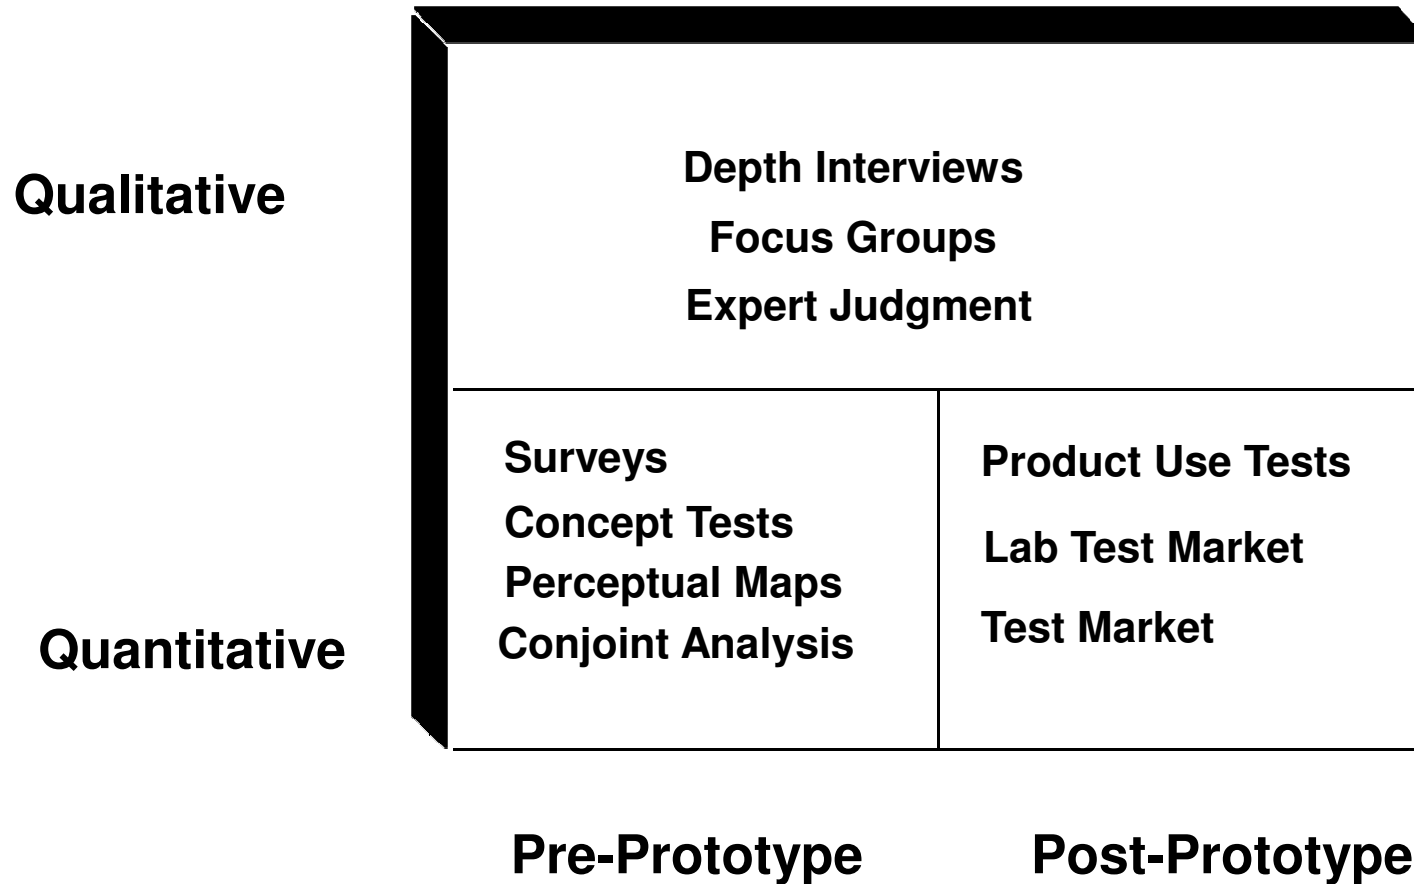 Qualitative
Depth Interviews
Focus Groups
Expert Judgment
Quantitative
Surveys
Concept Tests
Perceptual Maps
Conjoint Analysis
Product Use Tests
Lab Test Market
Test Market
Pre-Prototype
Post-Prototype